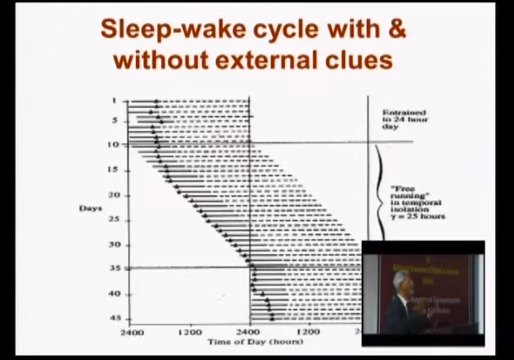 Sleep-wake cycle with &
without external clues
Entrained
to 24 hour
day
"Free
running"
in temporal
isolation
γ = 25 hours
Days
1
5
10
15
20
25
30
35
40
45
2400
1200
2400
1200
Time of Day (hours)